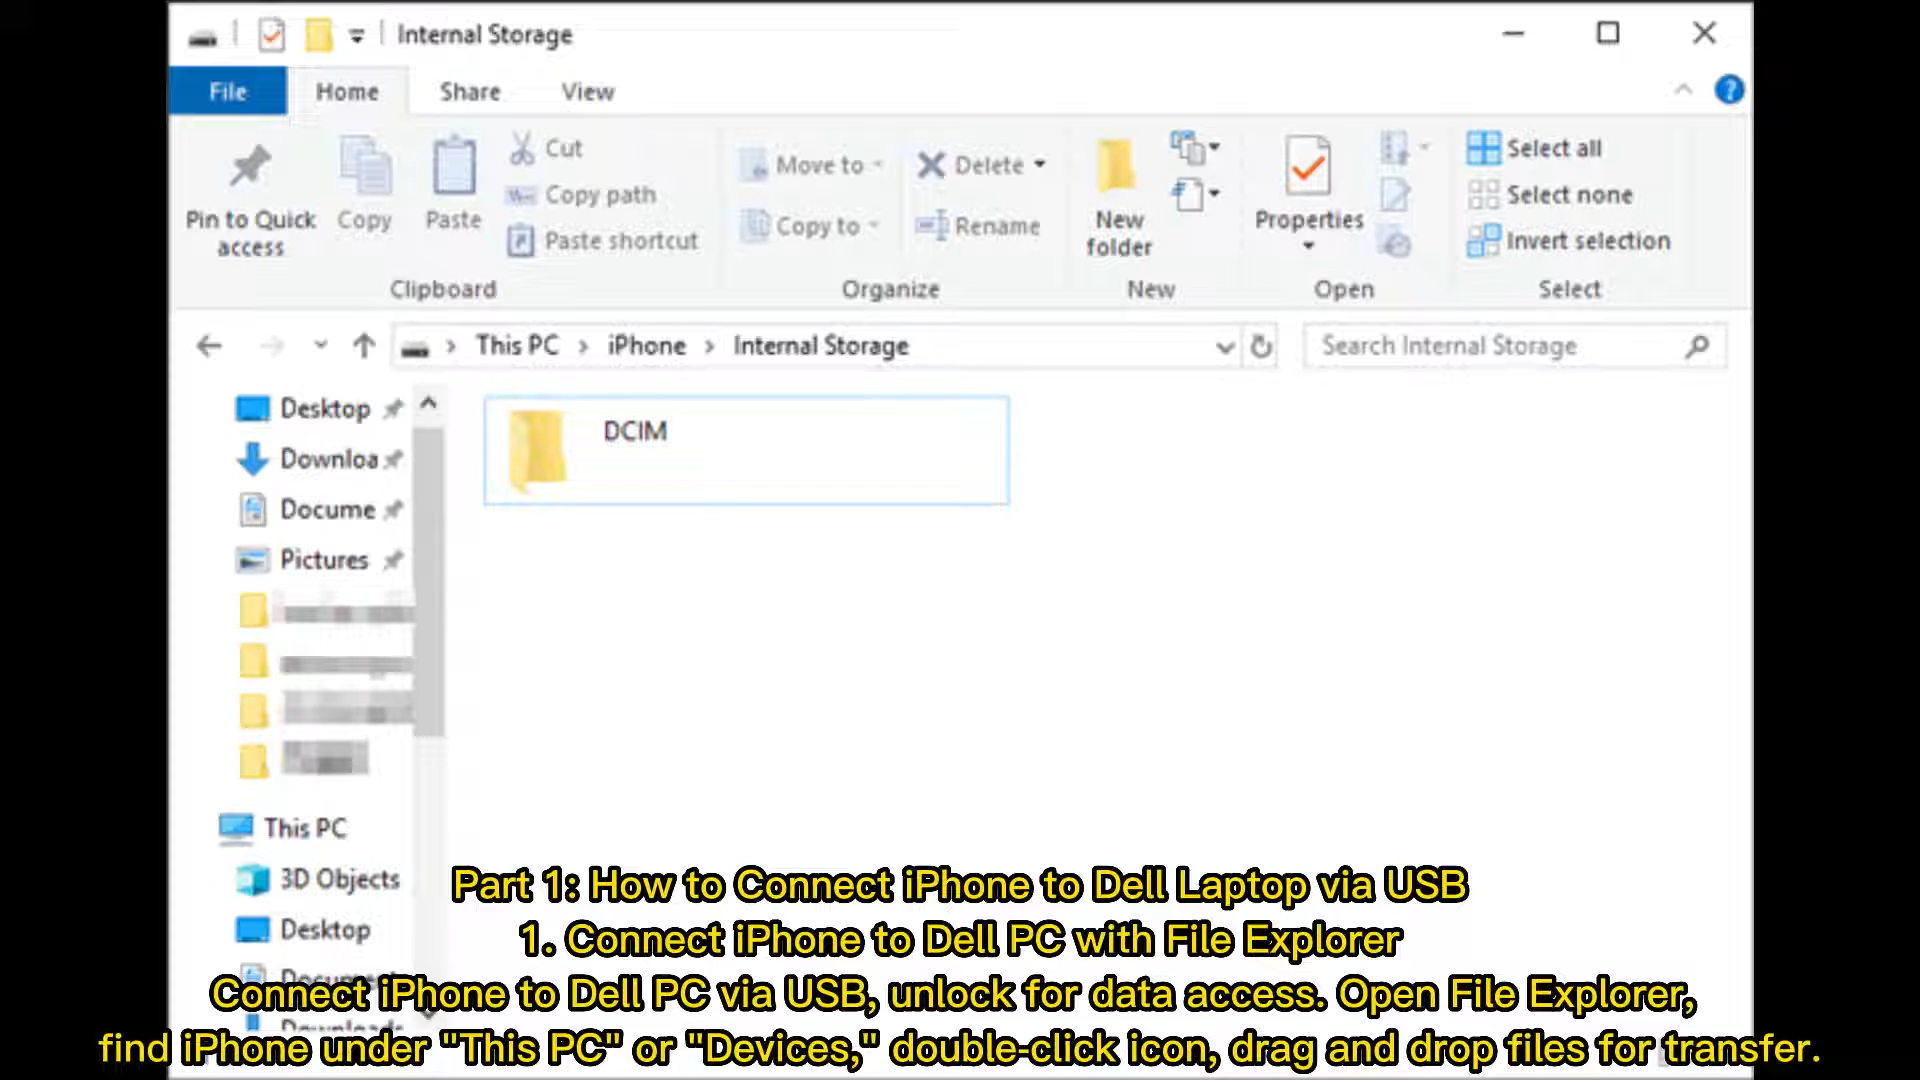 Internal Storage
File Home Share View
Pin to Quick access
Copy
Paste
Cut
Copy path
Paste shortcut
Clipboard
Move to
Copy to
Delete
Rename
Organize
New folder
New
Properties
Open
Select all
Select none
Invert selection
Select
This PC > iPhone > Internal Storage
Search Internal Storage
Desktop
Downloa
Docume
Pictures
This PC
3D Objects
Desktop
Downloads
DCIM
Part 1: How to Connect iPhone to Dell Laptop via USB
1. Connect iPhone to Dell PC with File Explorer
Connect iPhone to Dell PC via USB, unlock for data access. Open File Explorer,
find iPhone under "This PC" or "Devices," double-click icon, drag and drop files for transfer.